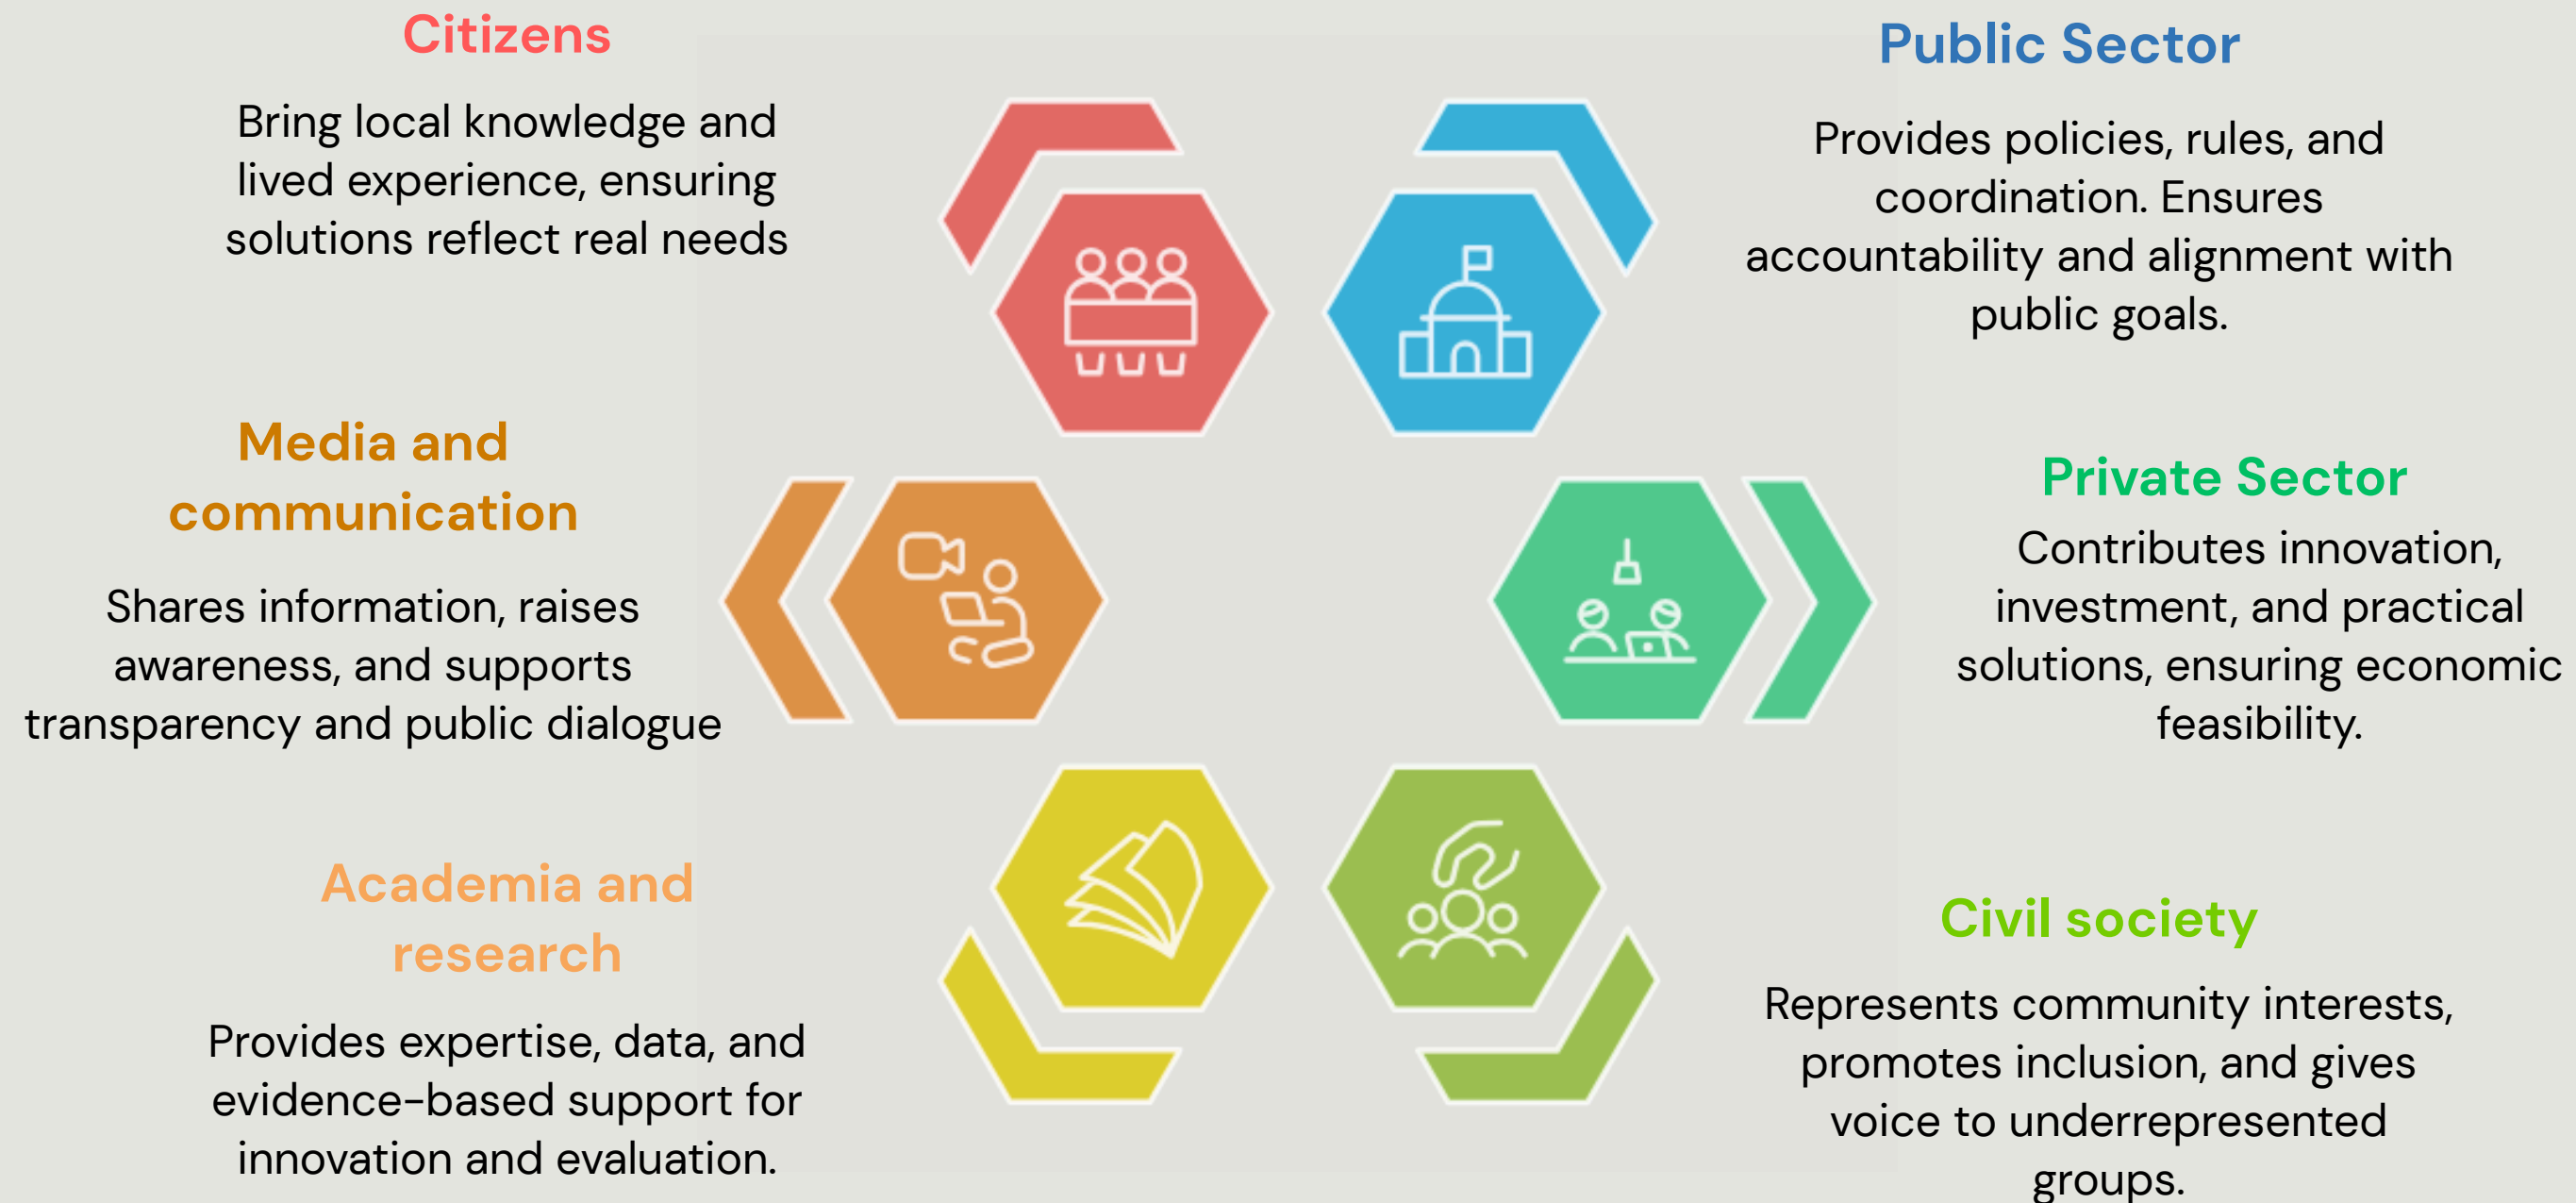 Citizens
Bring local knowledge and
lived experience, ensuring
solutions reflect real needs
Public Sector
Provides policies, rules, and
coordination. Ensures
accountability and alignment with
public goals.
Media and
communication
Shares information, raises
awareness, and supports
transparency and public dialogue
Private Sector
Contributes innovation,
investment, and practical
solutions, ensuring economic
feasibility.
Academia and
research
Provides expertise, data, and
evidence-based support for
innovation and evaluation.
Civil society
Represents community interests,
promotes inclusion, and gives
voice to underrepresented
groups.